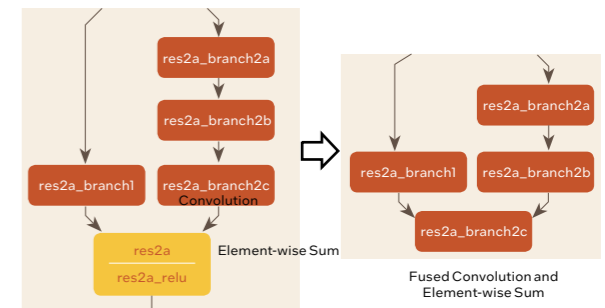 res2a_branch2a
res2a_branch2b
res2a_branch1
res2a_branch2c
Convolution
res2a
res2a_relu
Element-wise Sum
res2a_branch2a
res2a_branch1
res2a_branch2b
res2a_branch2c
Fused Convolution and
Element-wise Sum